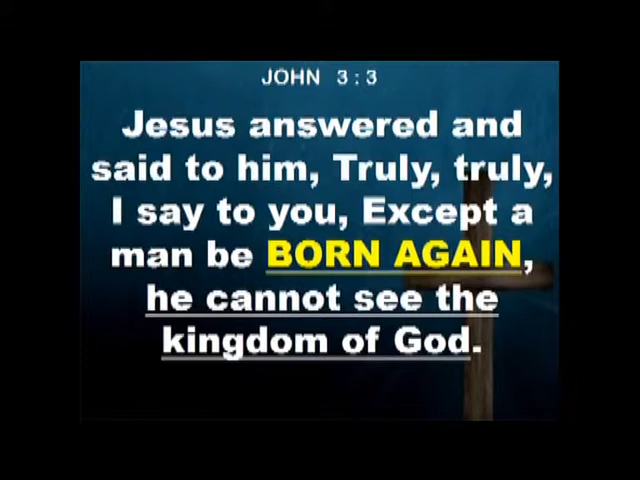 JOHN 3:3
Jesus answered and
said to him, Truly, truly,
I say to you, Except a
man be BORN AGAIN,
he cannot see the
kingdom of God.